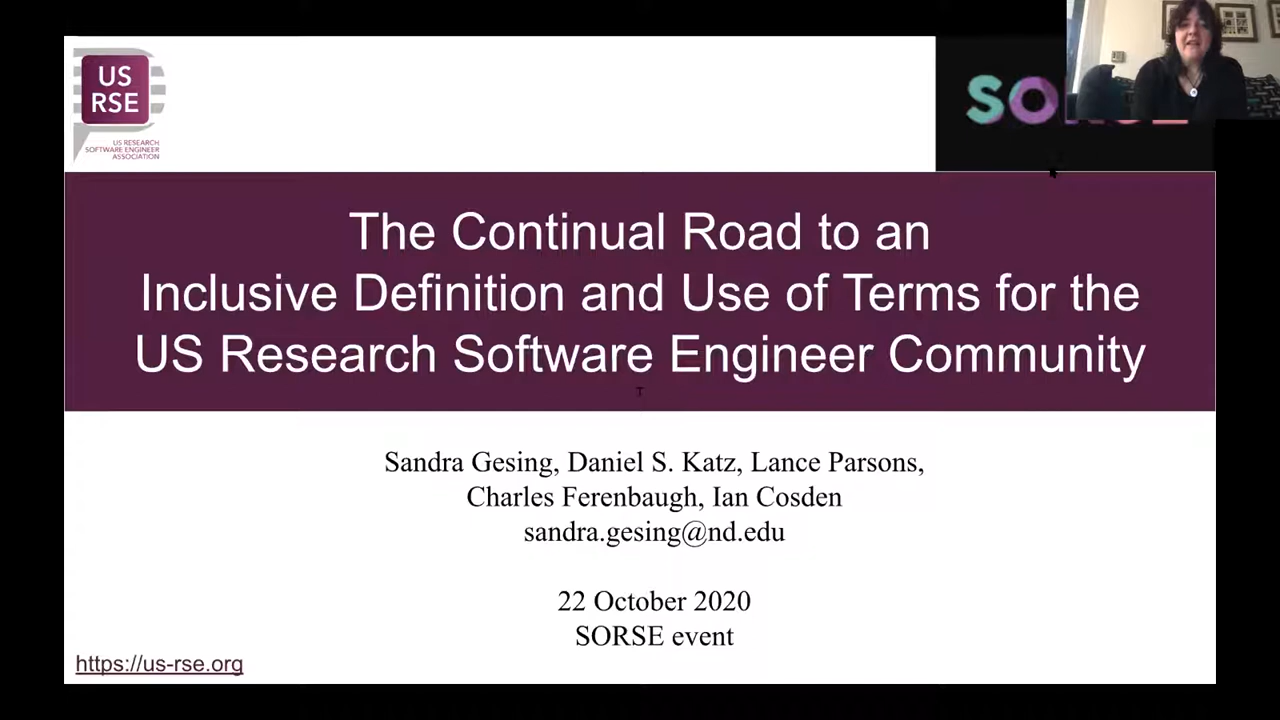 US
RSE
US RESEARCH
SOFTWARE ENGINEER
ASSOCIATION
The Continual Road to an
Inclusive Definition and Use of Terms for the
US Research Software Engineer Community
Sandra Gesing, Daniel S. Katz, Lance Parsons,
Charles Ferenbaugh, Ian Cosden
sandra.gesing@nd.edu
22 October 2020
SORSE event
https://us-rse.org